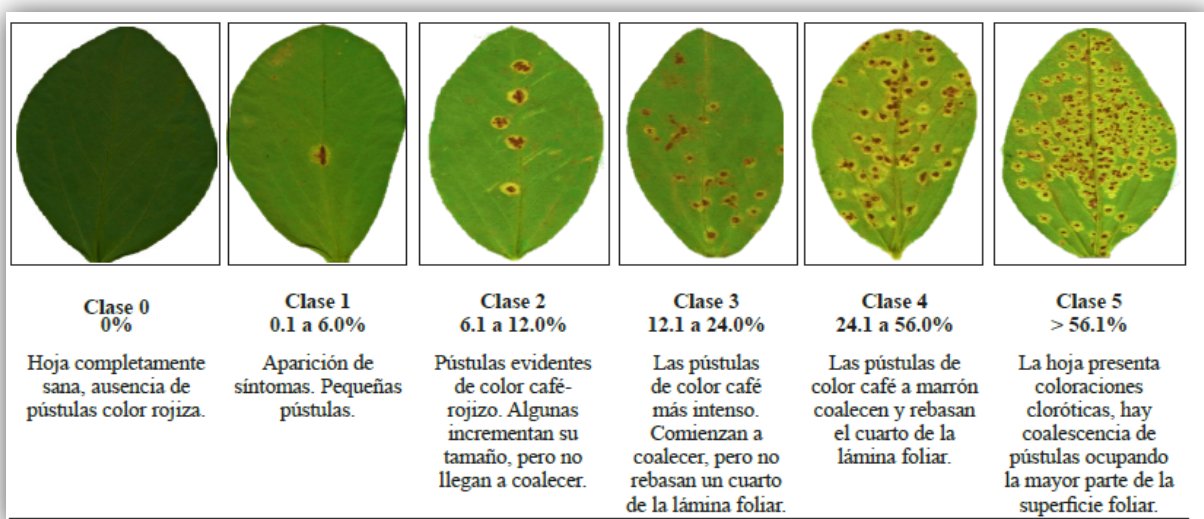 Clase 0
0%
Hoja completamente
sana, ausencia de
pústulas color rojiza.
Clase 1
0.1 a 6.0%
Aparición de
síntomas. Pequeñas
pústulas.
Clase 2
6.1 a 12.0%
Pústulas evidentes
de color café-
rojizo. Algunas
incrementan su
tamaño, pero no
llegan a coalecer.
Clase 3
12.1 a 24.0%
Las pústulas
de color café
más intenso.
Comienzan a
coalecer, pero no
rebasan un cuarto
de la lámina foliar.
Clase 4
24.1 a 56.0%
Las pústulas de
color café a marrón
coalecen y rebasan
el cuarto de la
lámina foliar.
Clase 5
> 56.1%
La hoja presenta
coloraciones
cloróticas, hay
coalescencia de
pústulas ocupando
la mayor parte de la
superficie foliar.